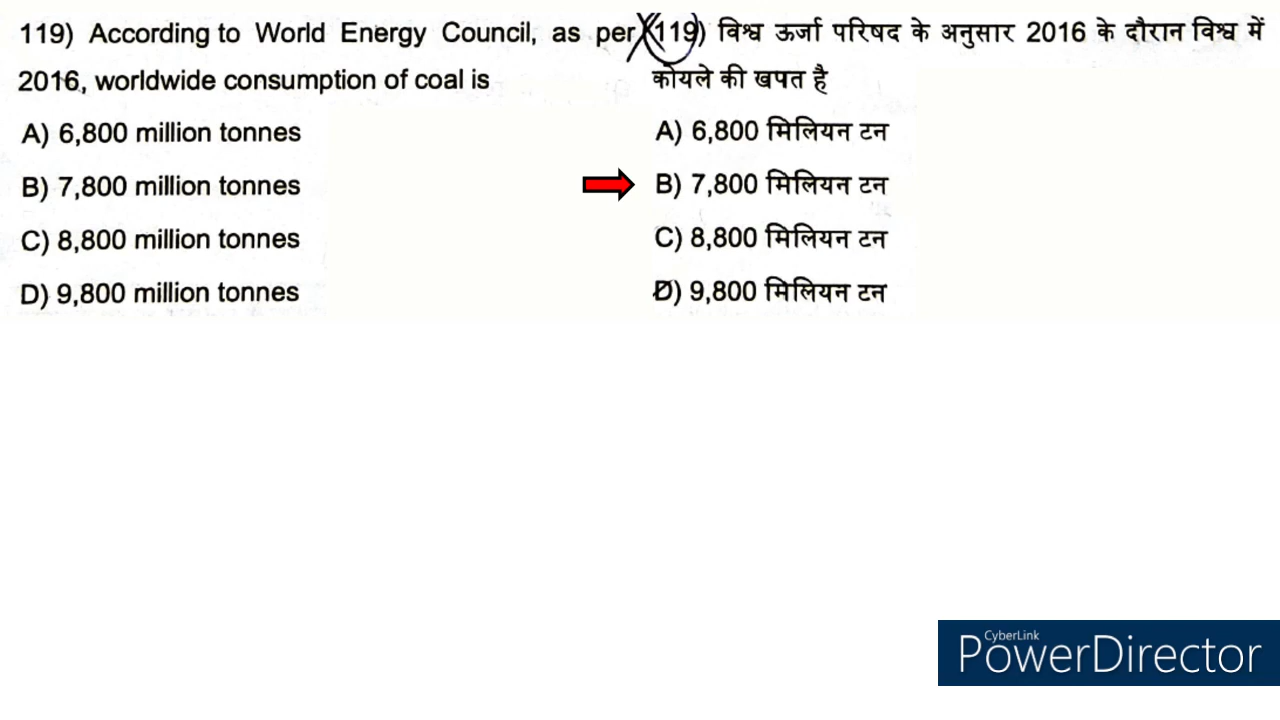 119) According to World Energy Council, as per
2016, worldwide consumption of coal is
A) 6,800 million tonnes
B) 7,800 million tonnes
C) 8,800 million tonnes
D) 9,800 million tonnes
119) विश्व ऊर्जा परिषद के अनुसार 2016 के दौरान विश्व में
कोयले की खपत है
A) 6,800 मिलियन टन
B) 7,800 मिलियन टन
C) 8,800 मिलियन टन
D) 9,800 मिलियन टन
CyberLink
PowerDirector